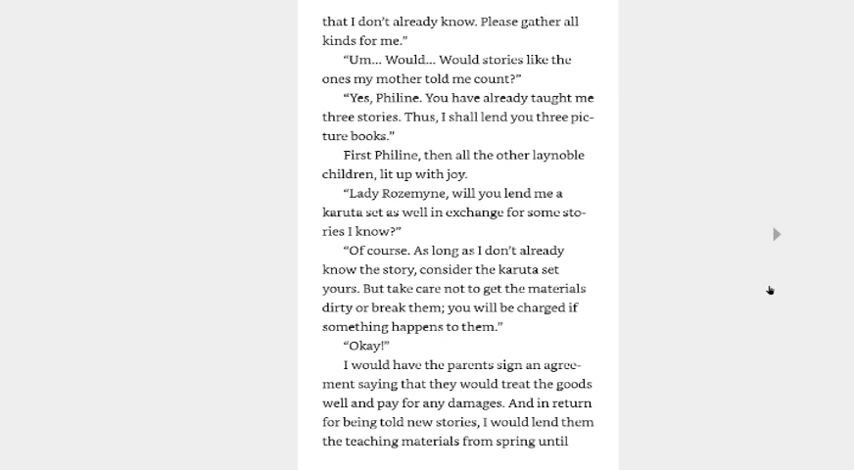 that I don’t already know. Please gather all
kinds for me.”
“Um... Would... Would stories like the
ones my mother told me count?”
“Yes, Philine. You have already taught me
three stories. Thus, I shall lend you three pic-
ture books.”
First Philine, then all the other laynoble
children, lit up with joy.
“Lady Rozemyne, will you lend me a
karuta set as well in exchange for some sto-
ries I know?”
“Of course. As long as I don’t already
know the story, consider the karuta set
yours. But take care not to get the materials
dirty or break them; you will be charged if
something happens to them.”
“Okay!”
I would have the parents sign an agree-
ment saying that they would treat the goods
well and pay for any damages. And in return
for being told new stories, I would lend them
the teaching materials from spring until